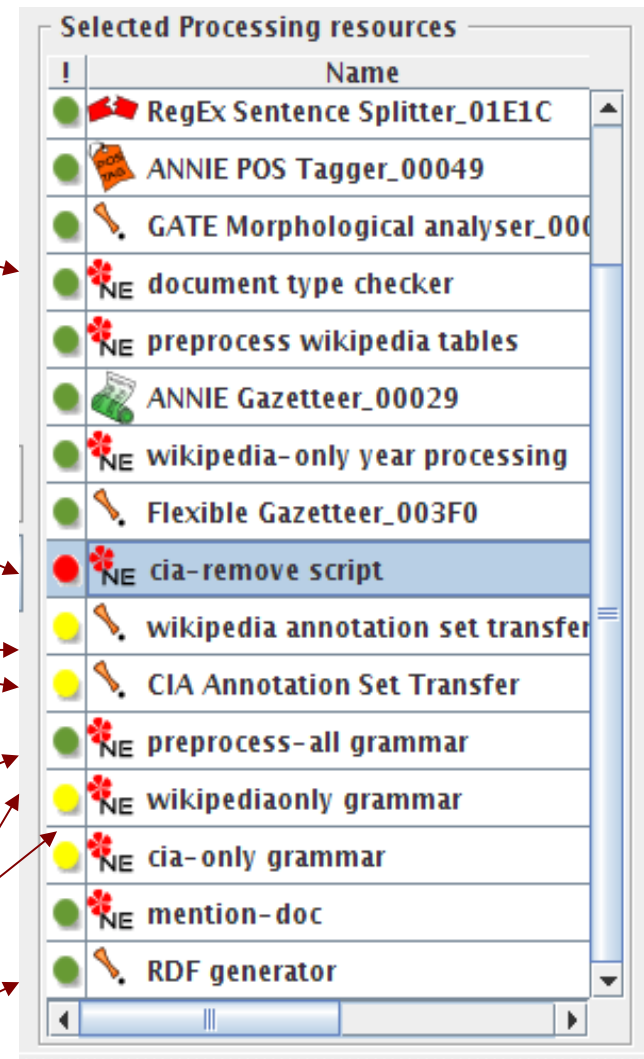 Selected Processing resources
! Name
RegEx Sentence Splitter_01E1C
POS TAG ANNIE POS Tagger_00049
GATE Morphological analyser_00
NE document type checker
NE preprocess wikipedia tables
ANNIE Gazetteer_00029
NE wikipedia-only year processing
Flexible Gazetteer_003F0
NE cia-remove script
wikipedia annotation set transfer
CIA Annotation Set Transfer
NE preprocess-all grammar
NE wikipediaonly grammar
NE cia-only grammar
NE mention-doc
RDF generator